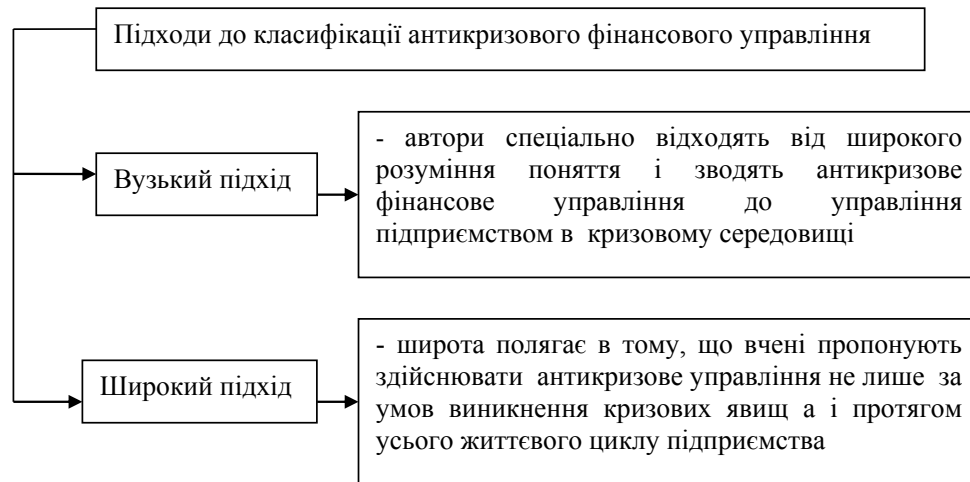 Підходи до класифікації антикризового фінансового управління
Вузький підхід
- автори спеціально відходять від широкого
розуміння поняття і зводять антикризове
фінансове управління до управління
підприємством в кризовому середовищі
Широкий підхід
- широта полягає в тому, що вчені пропонують
здійснювати антикризове управління не лише за
умов виникнення кризових явищ а і протягом
усього життєвого циклу підприємства